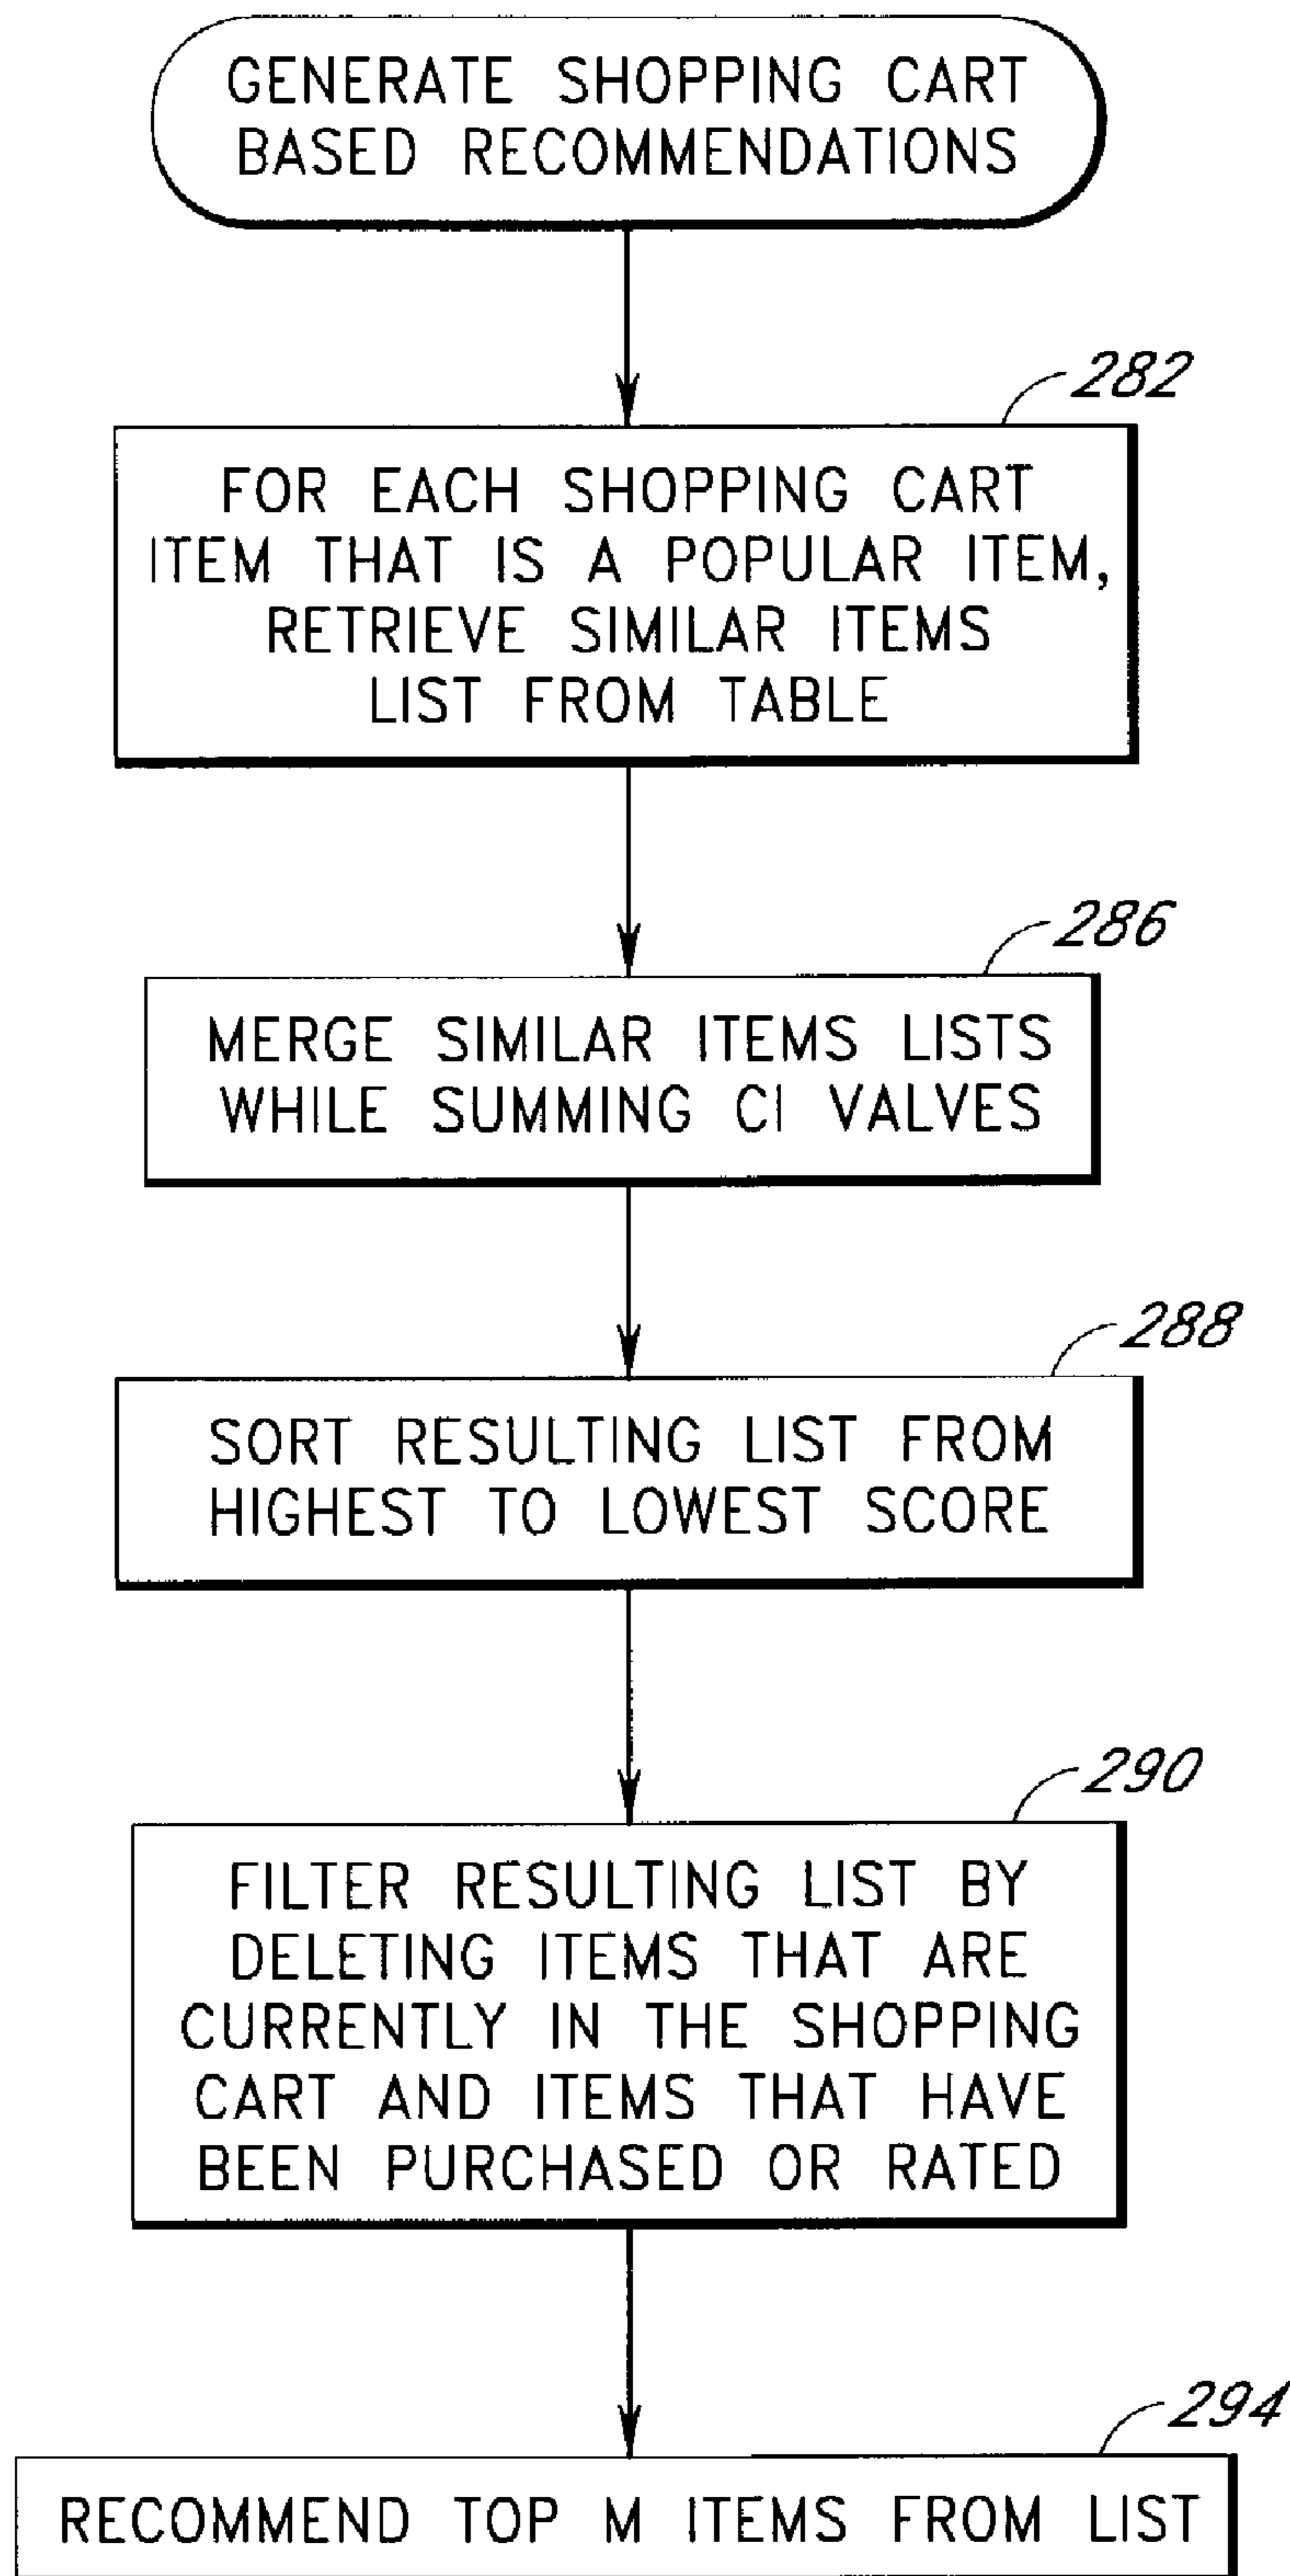 GENERATE SHOPPING CART
BASED RECOMMENDATIONS
282
FOR EACH SHOPPING CART
ITEM THAT IS A POPULAR ITEM,
RETRIEVE SIMILAR ITEMS
LIST FROM TABLE
286
MERGE SIMILAR ITEMS LISTS
WHILE SUMMING CI VALVES
288
SORT RESULTING LIST FROM
HIGHEST TO LOWEST SCORE
290
FILTER RESULTING LIST BY
DELETING ITEMS THAT ARE
CURRENTLY IN THE SHOPPING
CART AND ITEMS THAT HAVE
BEEN PURCHASED OR RATED
294
RECOMMEND TOP M ITEMS FROM LIST